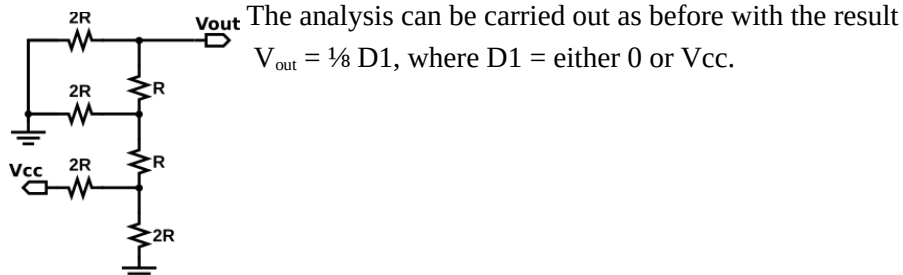 2R
Vout
The analysis can be carried out as before with the result
Vout = ⅛ D1, where D1 = either 0 or Vcc.
R
2R
R
Vcc
2R
2R